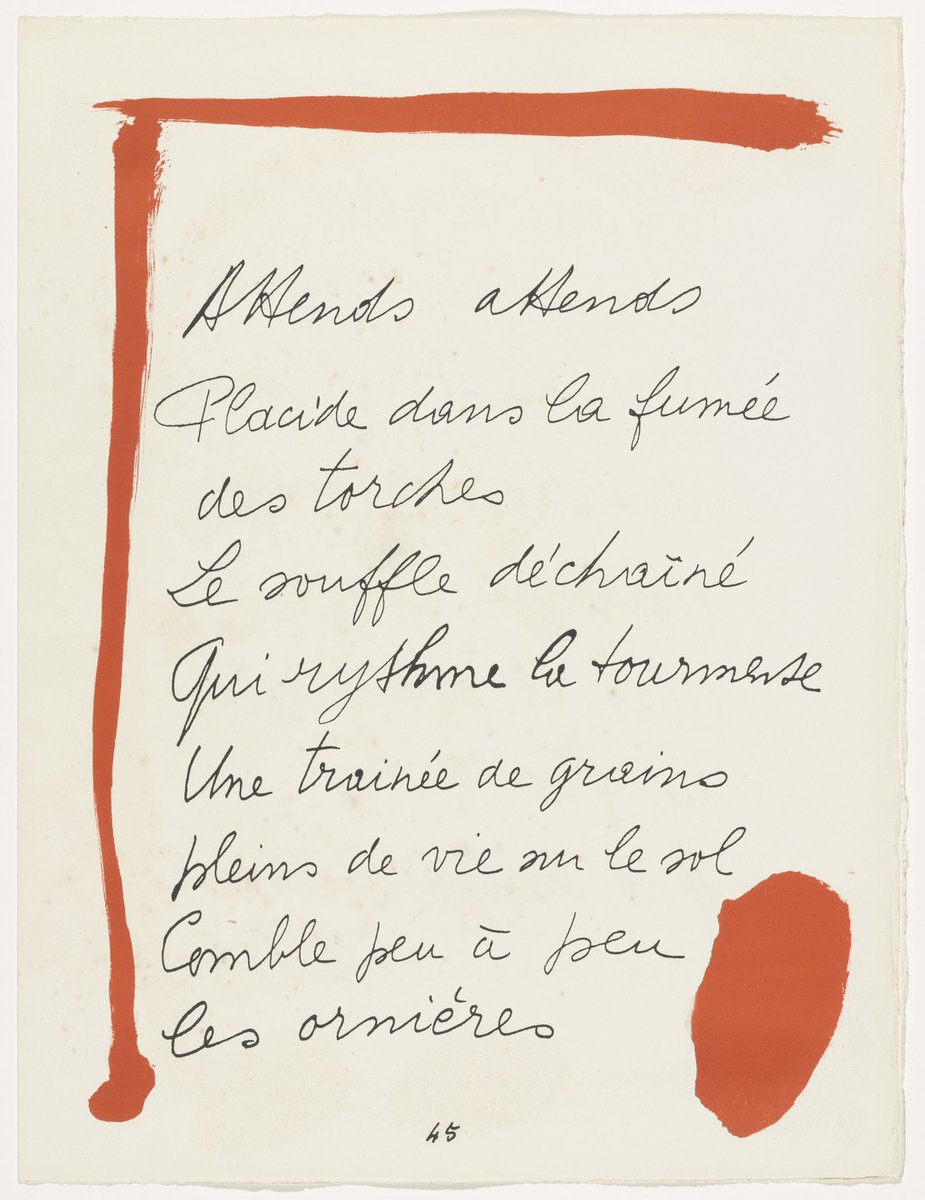 Attends attends
Placide dans la fumée
des torches
Le souffle déchaîné
Qui rythme la tourmente
Une trainée de grains
pleins de vie sur le sol
Comble peu à peu
les ornières
45